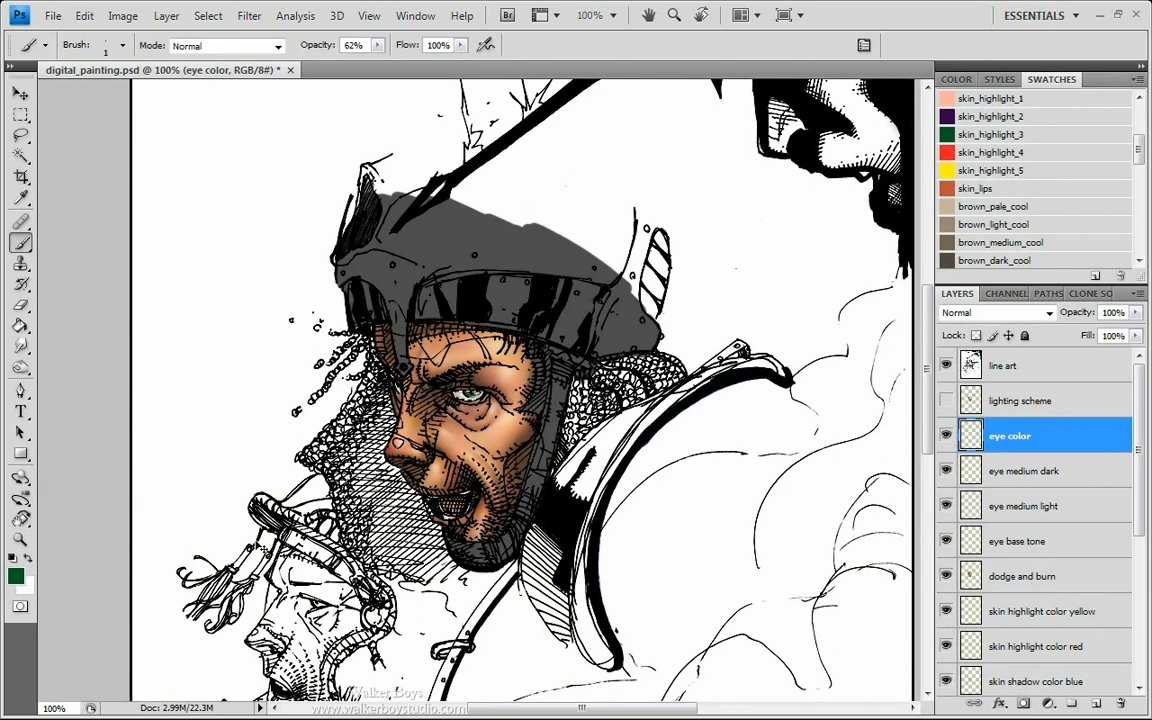 Ps File Edit Image Layer Select Filter Analysis 3D View Window Help Br 100% ESSENTIALS
Brush: 1 Mode: Normal Opacity: 62% Flow: 100%
digital_painting.psd @ 100% (eye color, RGB/8#) *
COLOR STYLES SWATCHES
skin_highlight_1
skin_highlight_2
skin_highlight_3
skin_highlight_4
skin_highlight_5
skin_lips
brown_pale_cool
brown_light_cool
brown_medium_cool
brown_dark_cool
LAYERS CHANNEL PATHS CLONE SO
Normal Opacity: 100%
Lock: Fill: 100%
line art
lighting scheme
eye color
eye medium dark
eye medium light
eye base tone
dodge and burn
skin highlight color yellow
skin highlight color red
skin shadow color blue
Walker Boys
www.walkerboystudio.com
100% Doc: 2.99M/22.3M